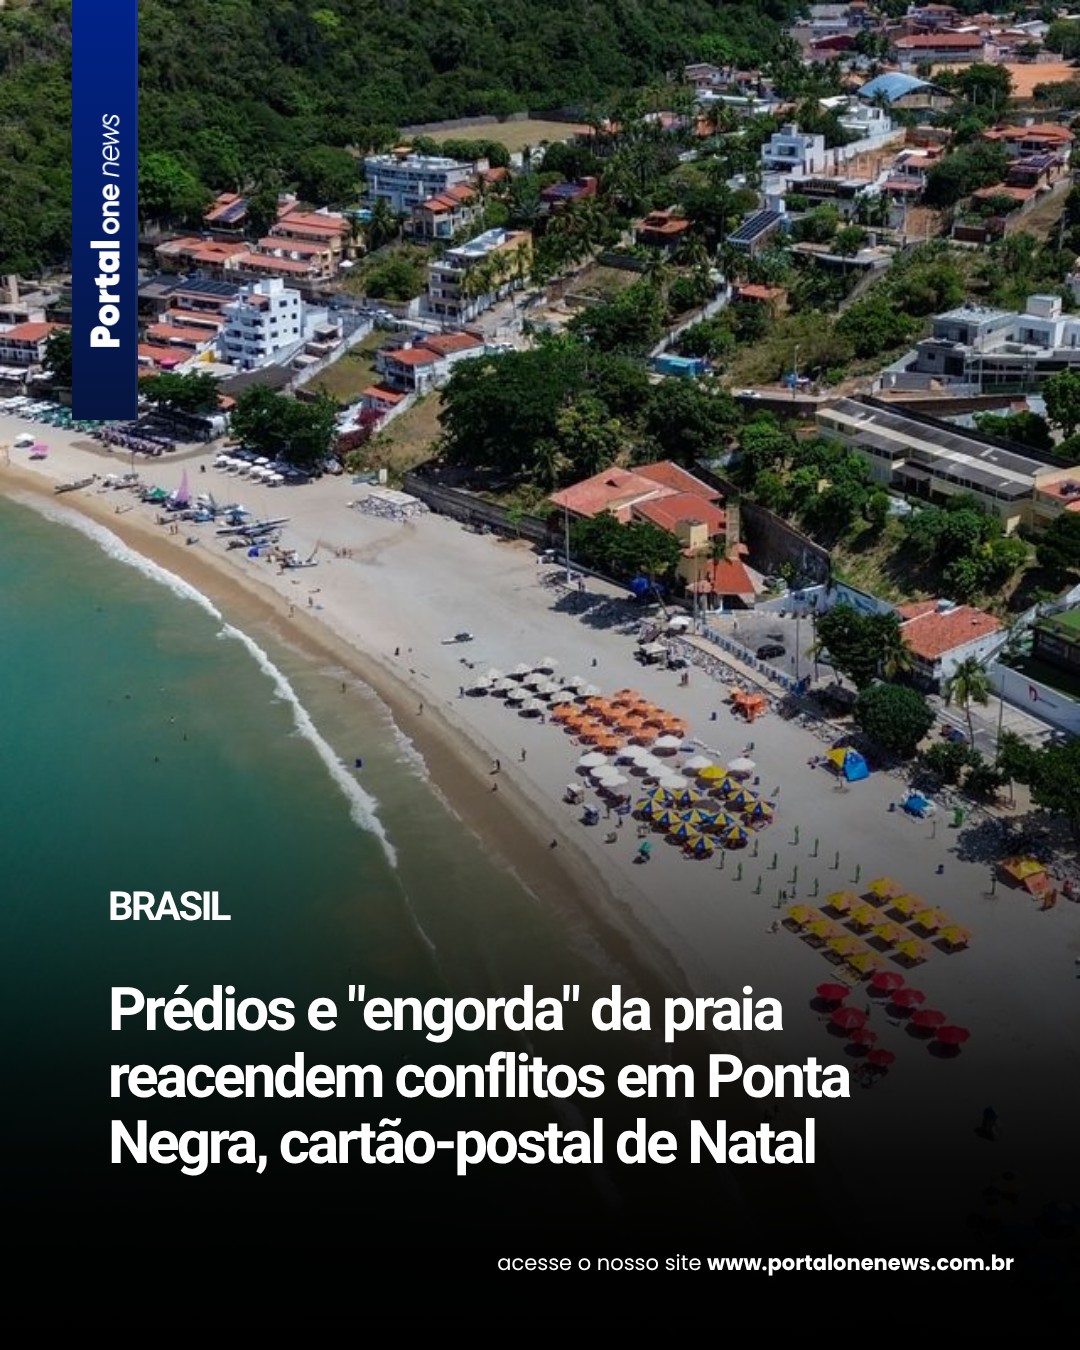 Portal one news
BRASIL
Prédios e "engorda" da praia
reacendem conflitos em Ponta
Negra, cartão-postal de Natal
acesse o nosso site www.portalonenews.com.br